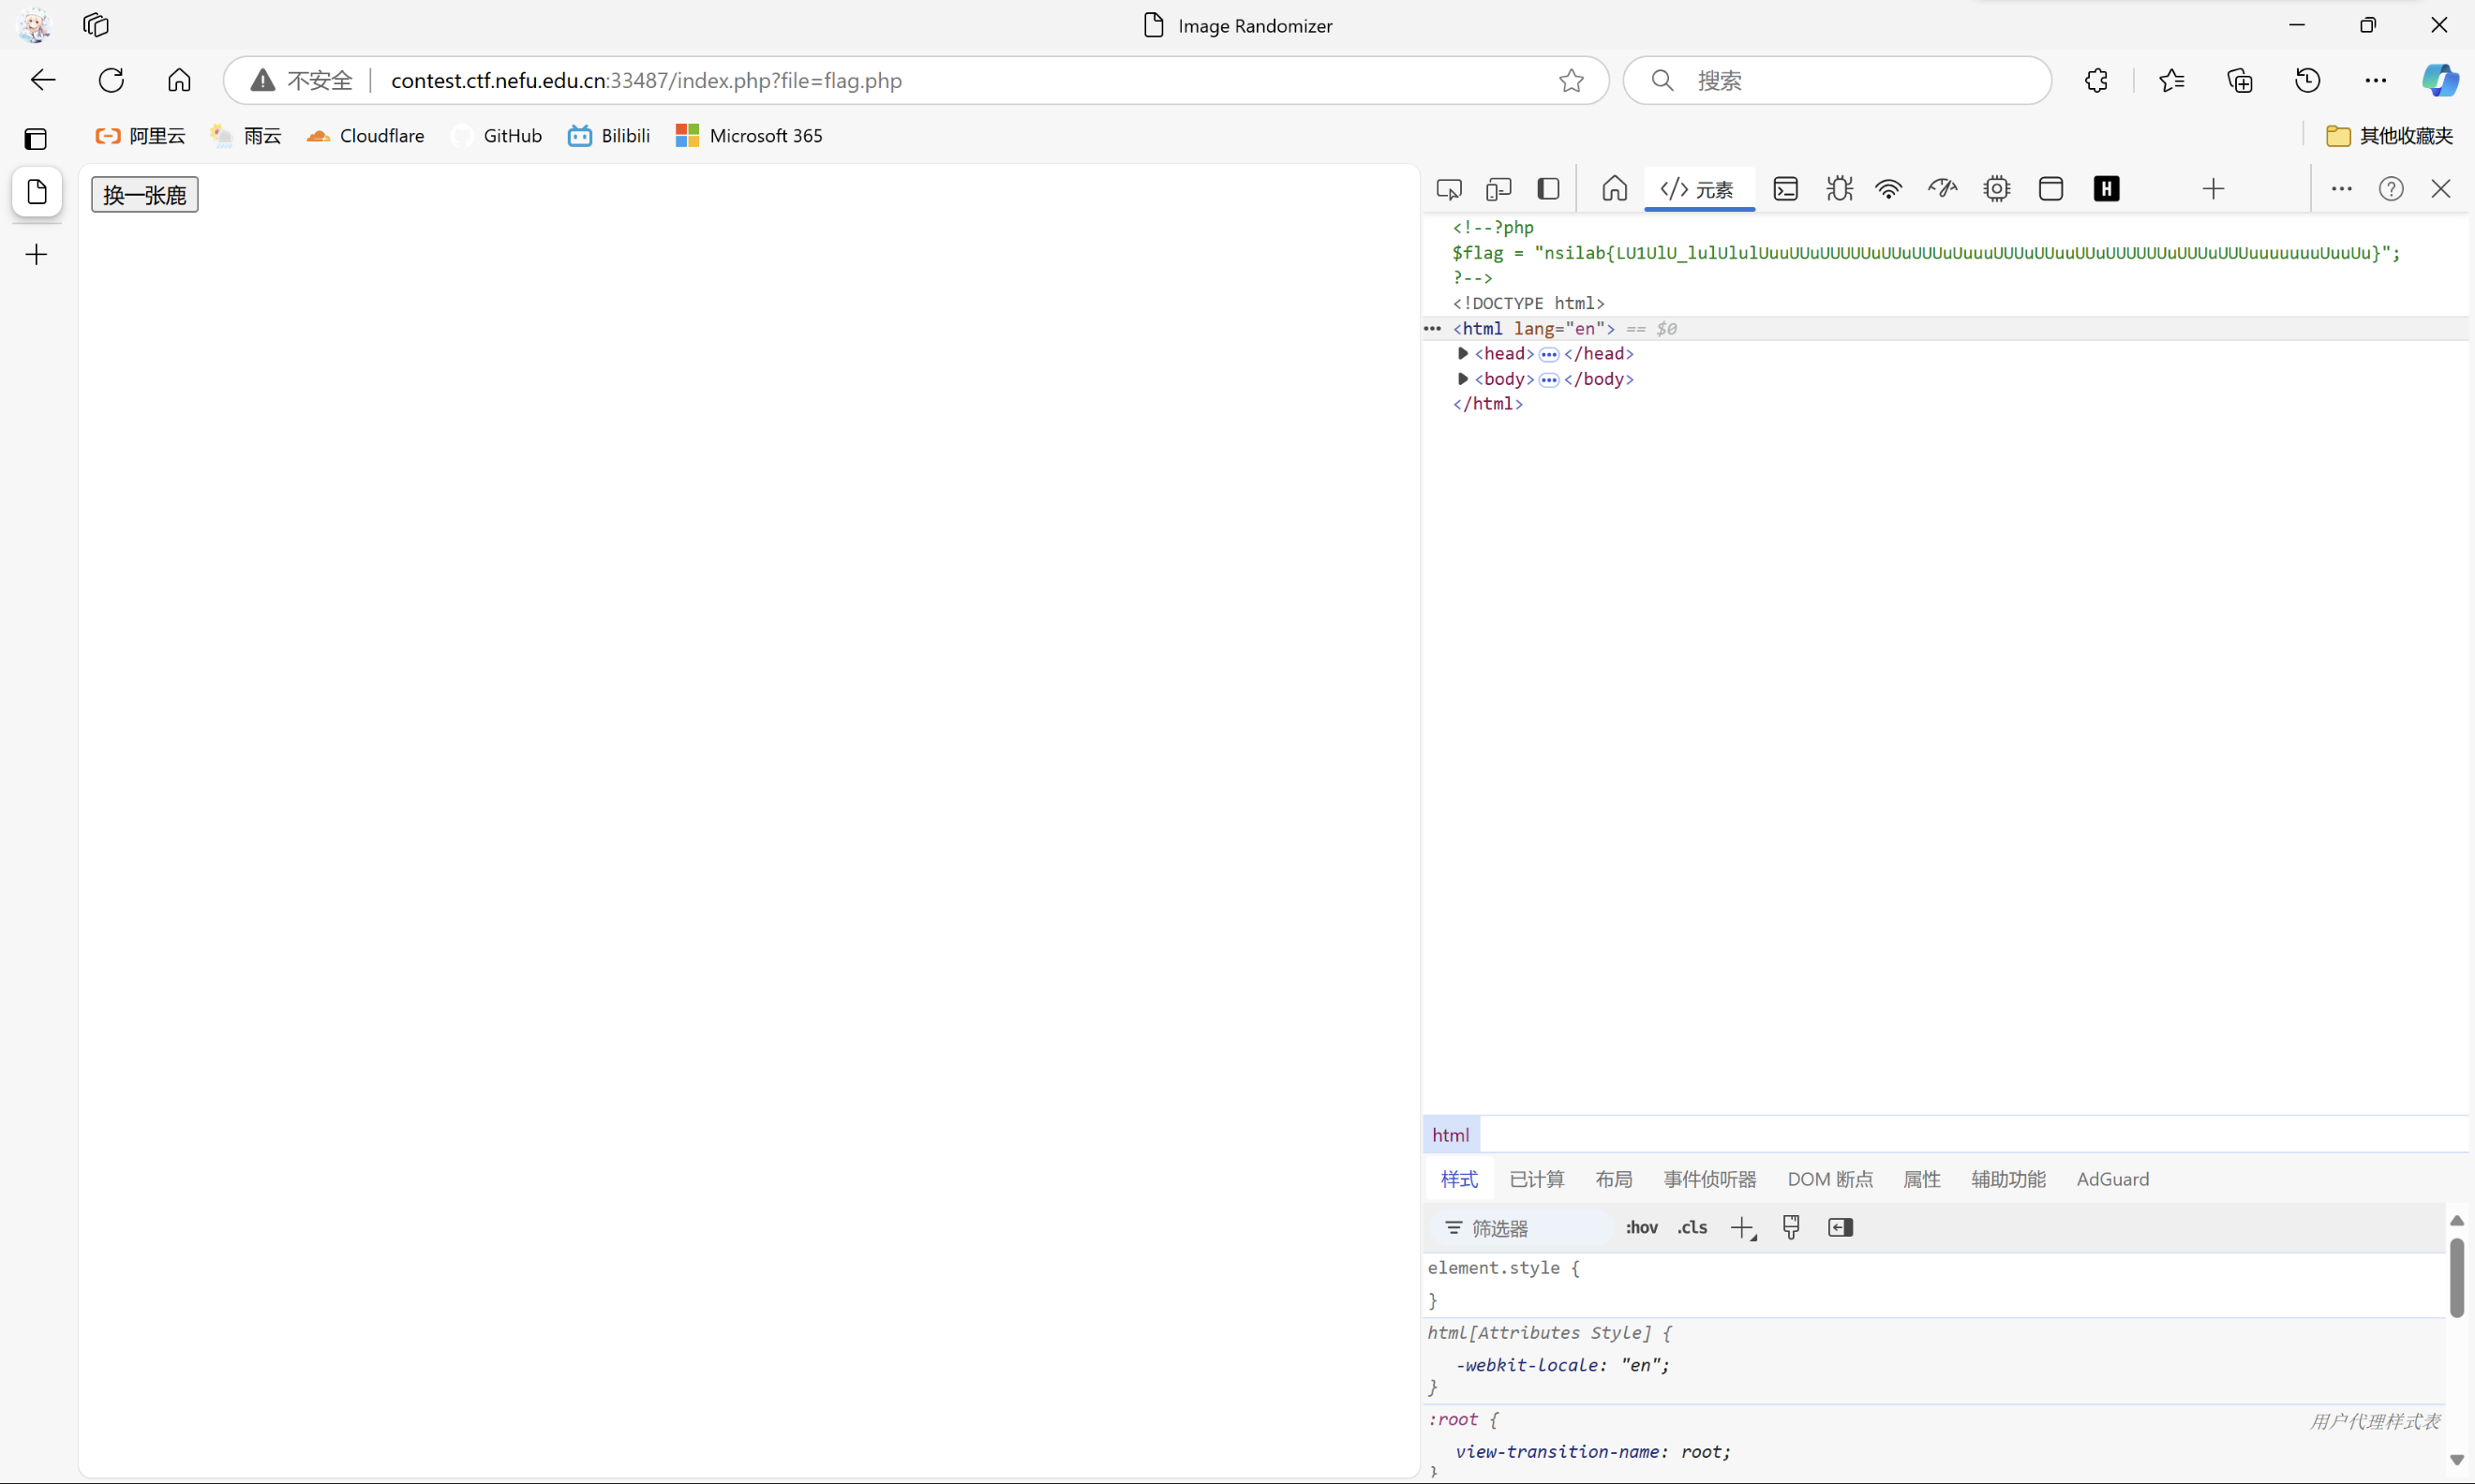 Image Randomizer
不安全 contest.ctf.nefu.edu.cn:33487/index.php?file=flag.php
搜索
阿里云 雨云 Cloudflare GitHub Bilibili Microsoft 365 其他收藏夹
换一张鹿
元素
<!--?php
$flag = "nsilab{LU1UlU_lulUlulUuuUUuUUUUUuUUuUUUuUuuuUUUuUUuuUUuUUUUUUuUUUuUUUuuuuuuUuuUu}";
?-->
<!DOCTYPE html>
<html lang="en"> == $0
<head></head>
<body></body>
</html>
html
样式 已计算 布局 事件侦听器 DOM 断点 属性 辅助功能 AdGuard
筛选器 :hov .cls
element.style {
}
html[Attributes Style] {
-webkit-locale: "en";
}
:root { 用户代理样式表
view-transition-name: root;
}